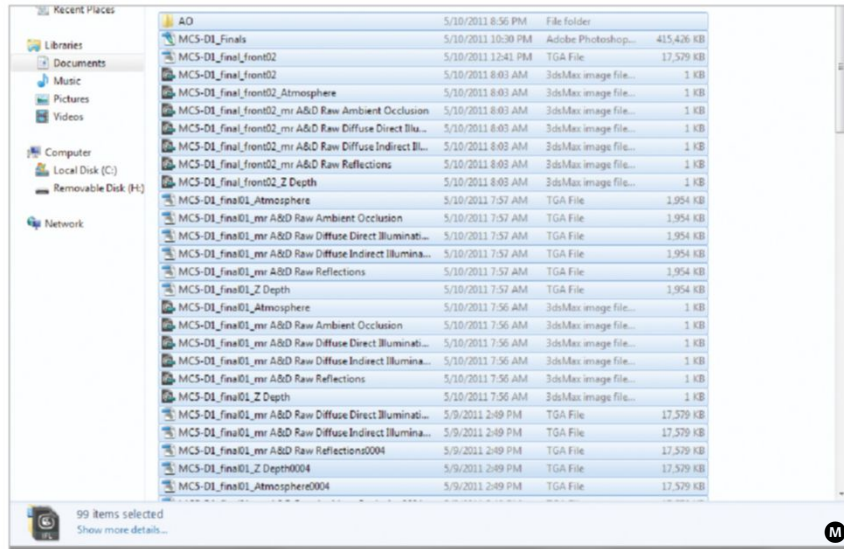 Recent Places
Libraries
Documents
Music
Pictures
Videos
Computer
Local Disk (C:)
Removable Disk (H:)
Network
AO 5/10/2011 8:56 PM File folder
MC5-D1_Finals 5/10/2011 10:30 PM Adobe Photoshop... 415,426 KB
MC5-D1_final_front02 5/10/2011 12:41 PM TGA File 17,579 KB
MC5-D1_final_front02 5/10/2011 8:03 AM 3dsMax image file... 1 KB
MC5-D1_final_front02_Atmosphere 5/10/2011 8:03 AM 3dsMax image file... 1 KB
MC5-D1_final_front02_mr A&D Raw Ambient Occlusion 5/10/2011 8:03 AM 3dsMax image file... 1 KB
MC5-D1_final_front02_mr A&D Raw Diffuse Direct Illu... 5/10/2011 8:03 AM 3dsMax image file... 1 KB
MC5-D1_final_front02_mr A&D Raw Diffuse Indirect Ill... 5/10/2011 8:03 AM 3dsMax image file... 1 KB
MC5-D1_final_front02_mr A&D Raw Reflections 5/10/2011 8:03 AM 3dsMax image file... 1 KB
MC5-D1_final_front02_Z Depth 5/10/2011 8:03 AM 3dsMax image file... 1 KB
MC5-D1_final01_Atmosphere 5/10/2011 7:57 AM TGA File 1,954 KB
MC5-D1_final01_mr A&D Raw Ambient Occlusion 5/10/2011 7:57 AM TGA File 1,954 KB
MC5-D1_final01_mr A&D Raw Diffuse Direct Illuminati... 5/10/2011 7:57 AM TGA File 1,954 KB
MC5-D1_final01_mr A&D Raw Diffuse Indirect Illumina... 5/10/2011 7:57 AM TGA File 1,954 KB
MC5-D1_final01_mr A&D Raw Reflections 5/10/2011 7:57 AM TGA File 1,954 KB
MC5-D1_final01_Z Depth 5/10/2011 7:57 AM TGA File 1,954 KB
MC5-D1_final01_Atmosphere 5/10/2011 7:56 AM 3dsMax image file... 1 KB
MC5-D1_final01_mr A&D Raw Ambient Occlusion 5/10/2011 7:56 AM 3dsMax image file... 1 KB
MC5-D1_final01_mr A&D Raw Diffuse Direct Illuminati... 5/10/2011 7:56 AM 3dsMax image file... 1 KB
MC5-D1_final01_mr A&D Raw Diffuse Indirect Illumina... 5/10/2011 7:56 AM 3dsMax image file... 1 KB
MC5-D1_final01_mr A&D Raw Reflections 5/10/2011 7:56 AM 3dsMax image file... 1 KB
MC5-D1_final01_Z Depth 5/10/2011 7:56 AM 3dsMax image file... 1 KB
MC5-D1_final01_mr A&D Raw Diffuse Direct Illuminati... 5/9/2011 2:49 PM TGA File 17,579 KB
MC5-D1_final01_mr A&D Raw Diffuse Indirect Illumina... 5/9/2011 2:49 PM TGA File 17,579 KB
MC5-D1_final01_mr A&D Raw Reflections0004 5/9/2011 2:49 PM TGA File 17,579 KB
MC5-D1_final01_Z Depth0004 5/9/2011 2:49 PM TGA File 17,579 KB
MC5-D1_final01_Atmosphere0004 5/9/2011 2:49 PM TGA File 17,579 KB
99 items selected
Show more details...
IFL
M